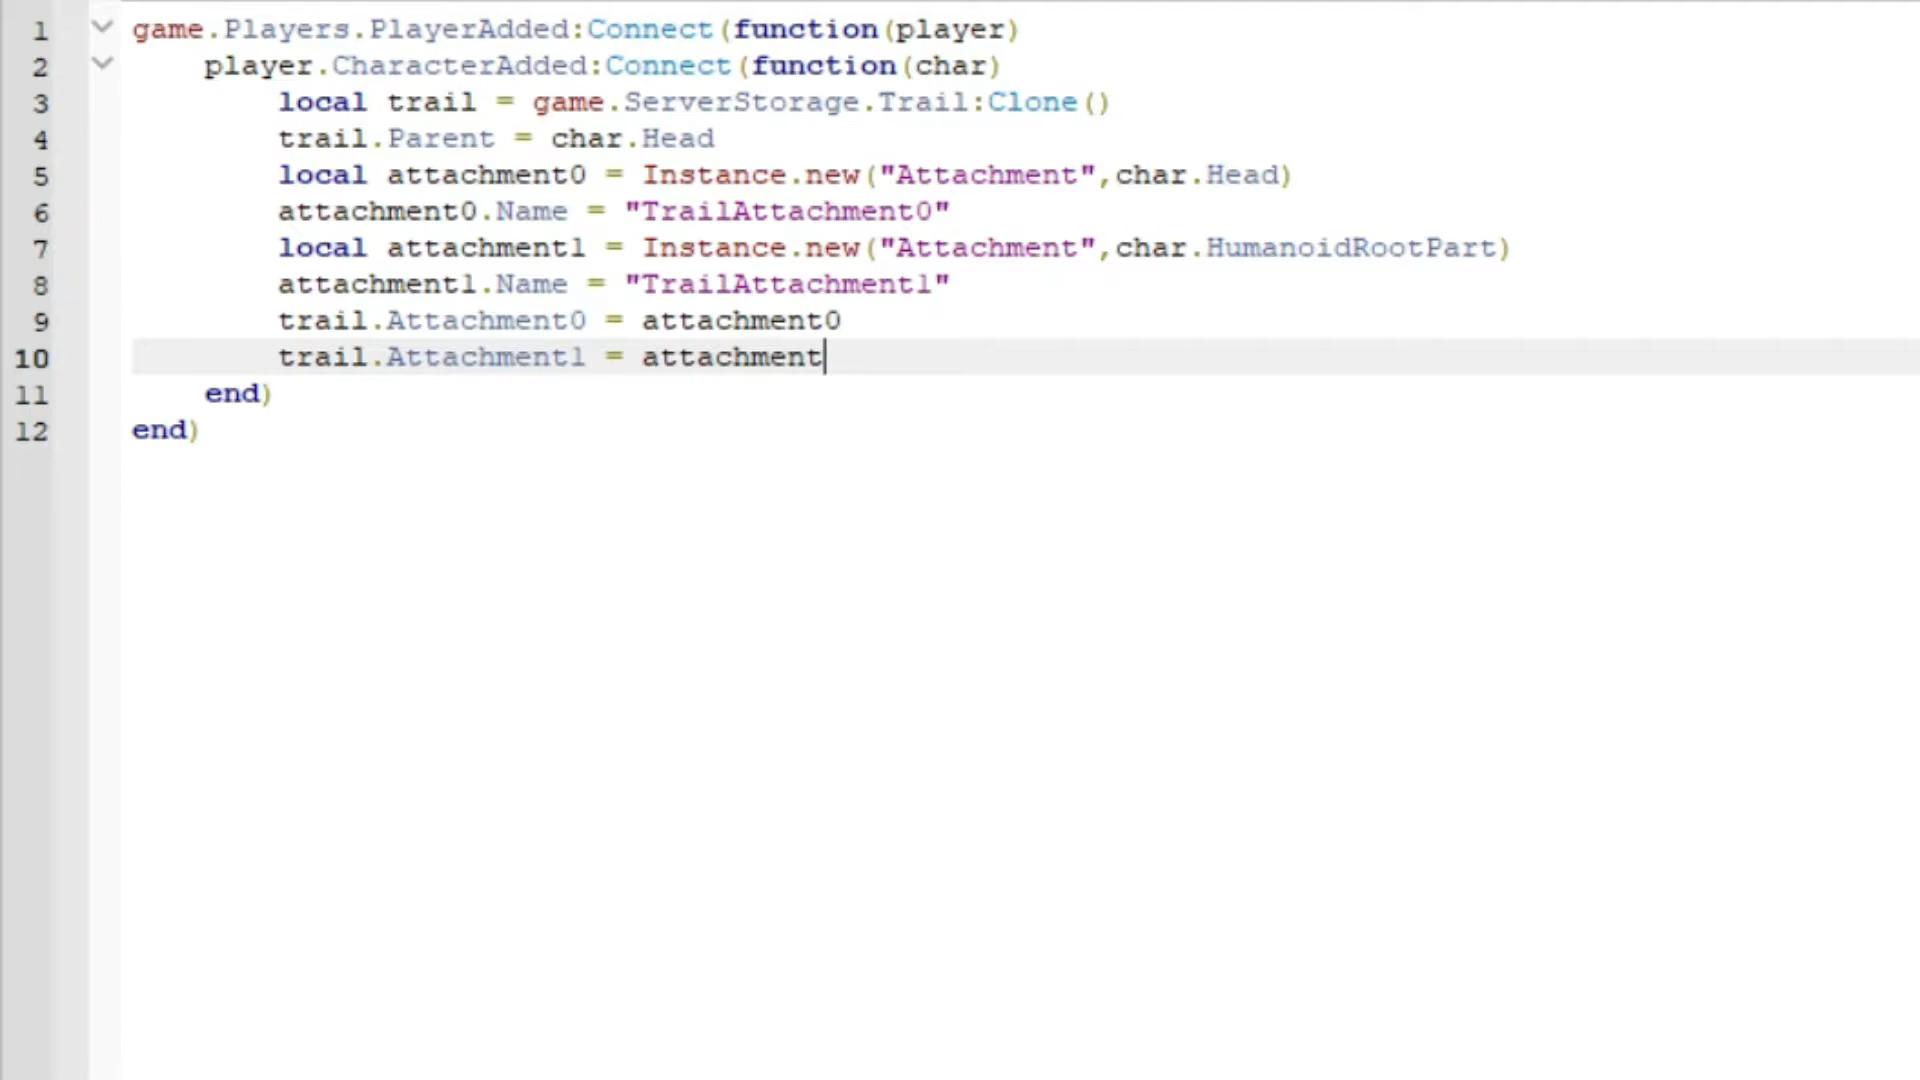 1 game.Players.PlayerAdded:Connect(function(player)
2 player.CharacterAdded:Connect(function(char)
3 local trail = game.ServerStorage.Trail:Clone()
4 trail.Parent = char.Head
5 local attachment0 = Instance.new("Attachment",char.Head)
6 attachment0.Name = "TrailAttachment0"
7 local attachment1 = Instance.new("Attachment",char.HumanoidRootPart)
8 attachment1.Name = "TrailAttachment1"
9 trail.Attachment0 = attachment0
10 trail.Attachment1 = attachment
11 end)
12 end)